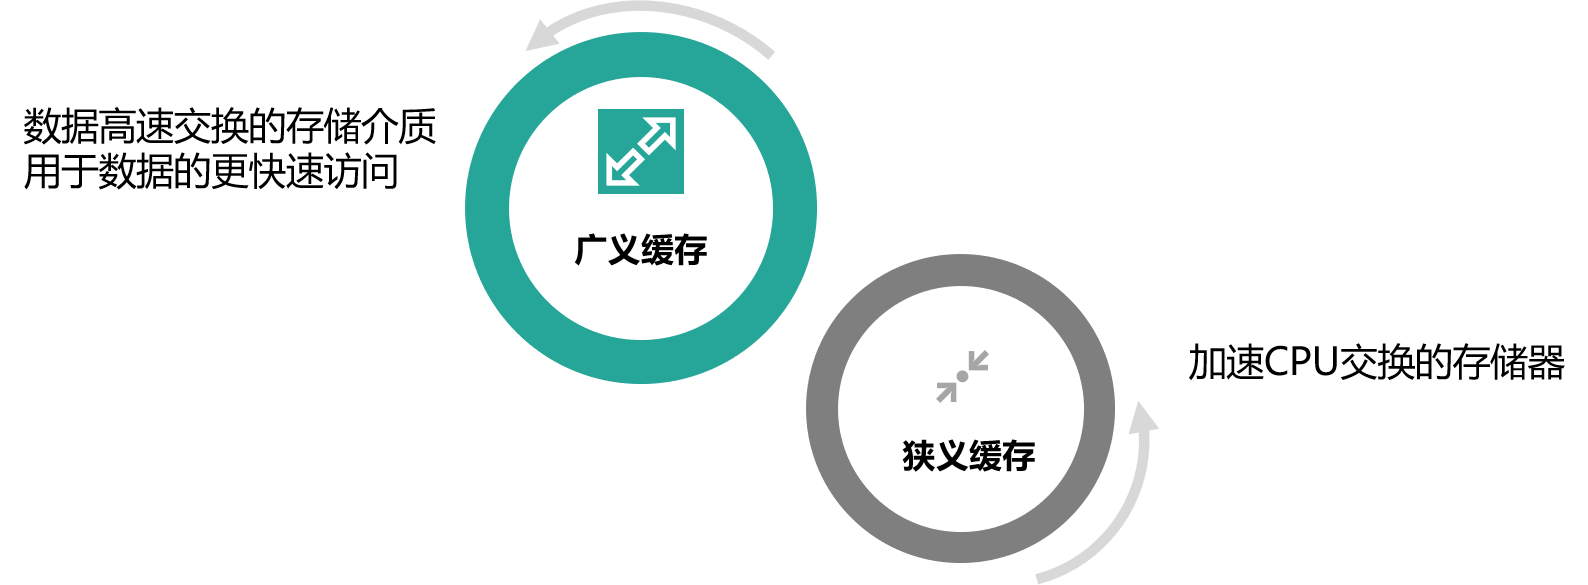 数据高速交换的存储介质
用于数据的更快速访问
广义缓存
加速CPU交换的存储器
狭义缓存